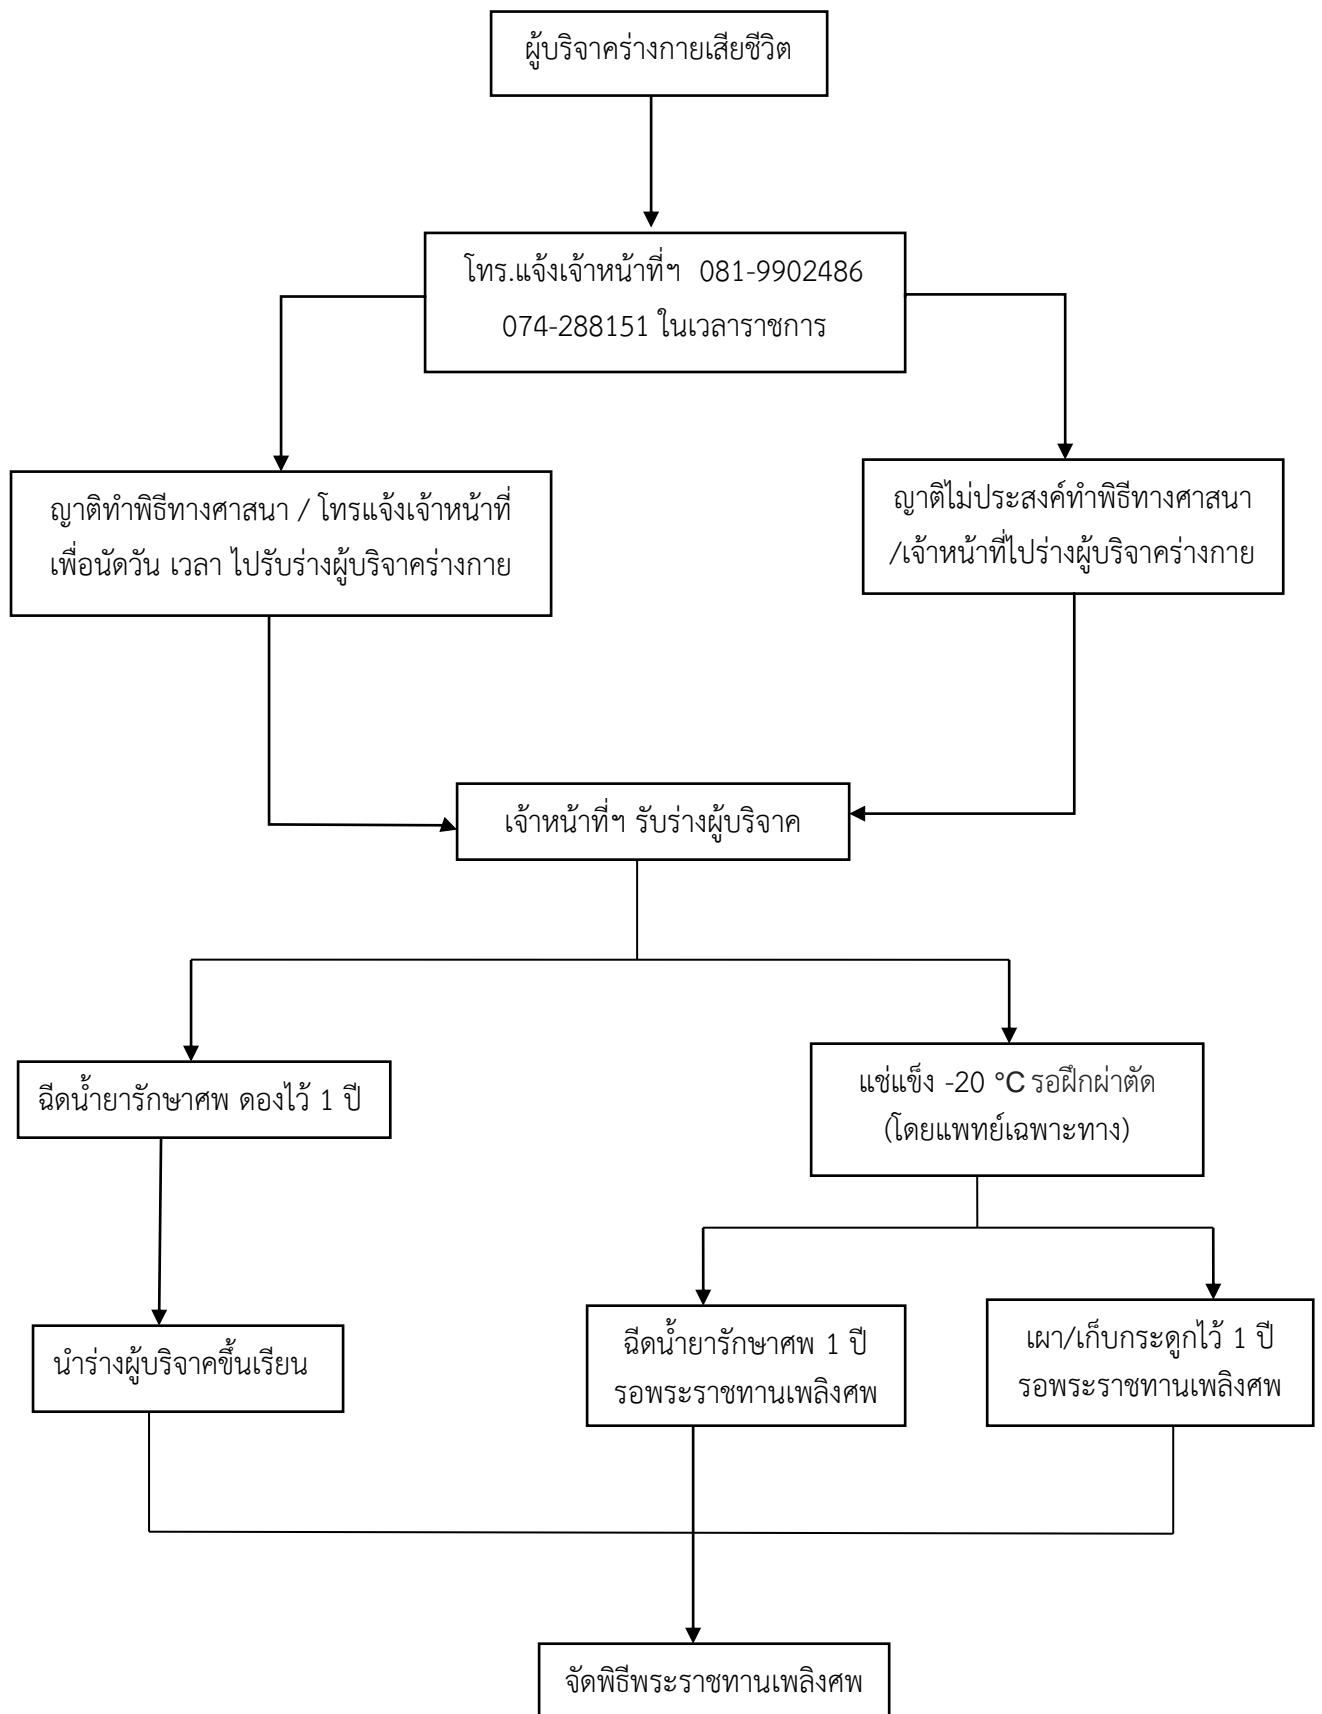 ผู้บริจาคร่างกายเสียชีวิต
โทร.แจ้งเจ้าหน้าที่ฯ 081-9902486
074-288151 ในเวลาราชการ
ญาติทำพิธีทางศาสนา / โทรแจ้งเจ้าหน้าที่
เพื่อนัดวัน เวลา ไปรับร่างผู้บริจาคร่างกาย
ญาติไม่ประสงค์ทำพิธีทางศาสนา
/เจ้าหน้าที่ไปร่างผู้บริจาคร่างกาย
เจ้าหน้าที่ฯ รับร่างผู้บริจาค
ฉีดน้ำยารักษาศพ ดองไว้ 1 ปี
แช่แข็ง -20 °C รอฝึกผ่าตัด
(โดยแพทย์เฉพาะทาง)
นำร่างผู้บริจาคขึ้นเรียน
ฉีดน้ำยารักษาศพ 1 ปี
รอพระราชทานเพลิงศพ
เผา/เก็บกระดูกไว้ 1 ปี
รอพระราชทานเพลิงศพ
จัดพิธีพระราชทานเพลิงศพ